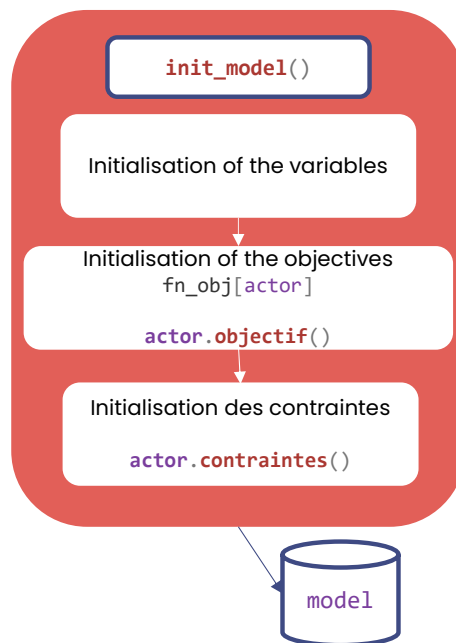 init_model()
Initialisation of the variables
Initialisation of the objectives
fn_obj[actor]
actor.objectif()
Initialisation des contraintes
actor.contraintes()
model